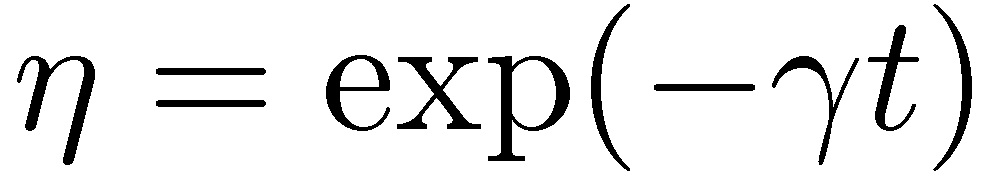 η = exp(−γt)